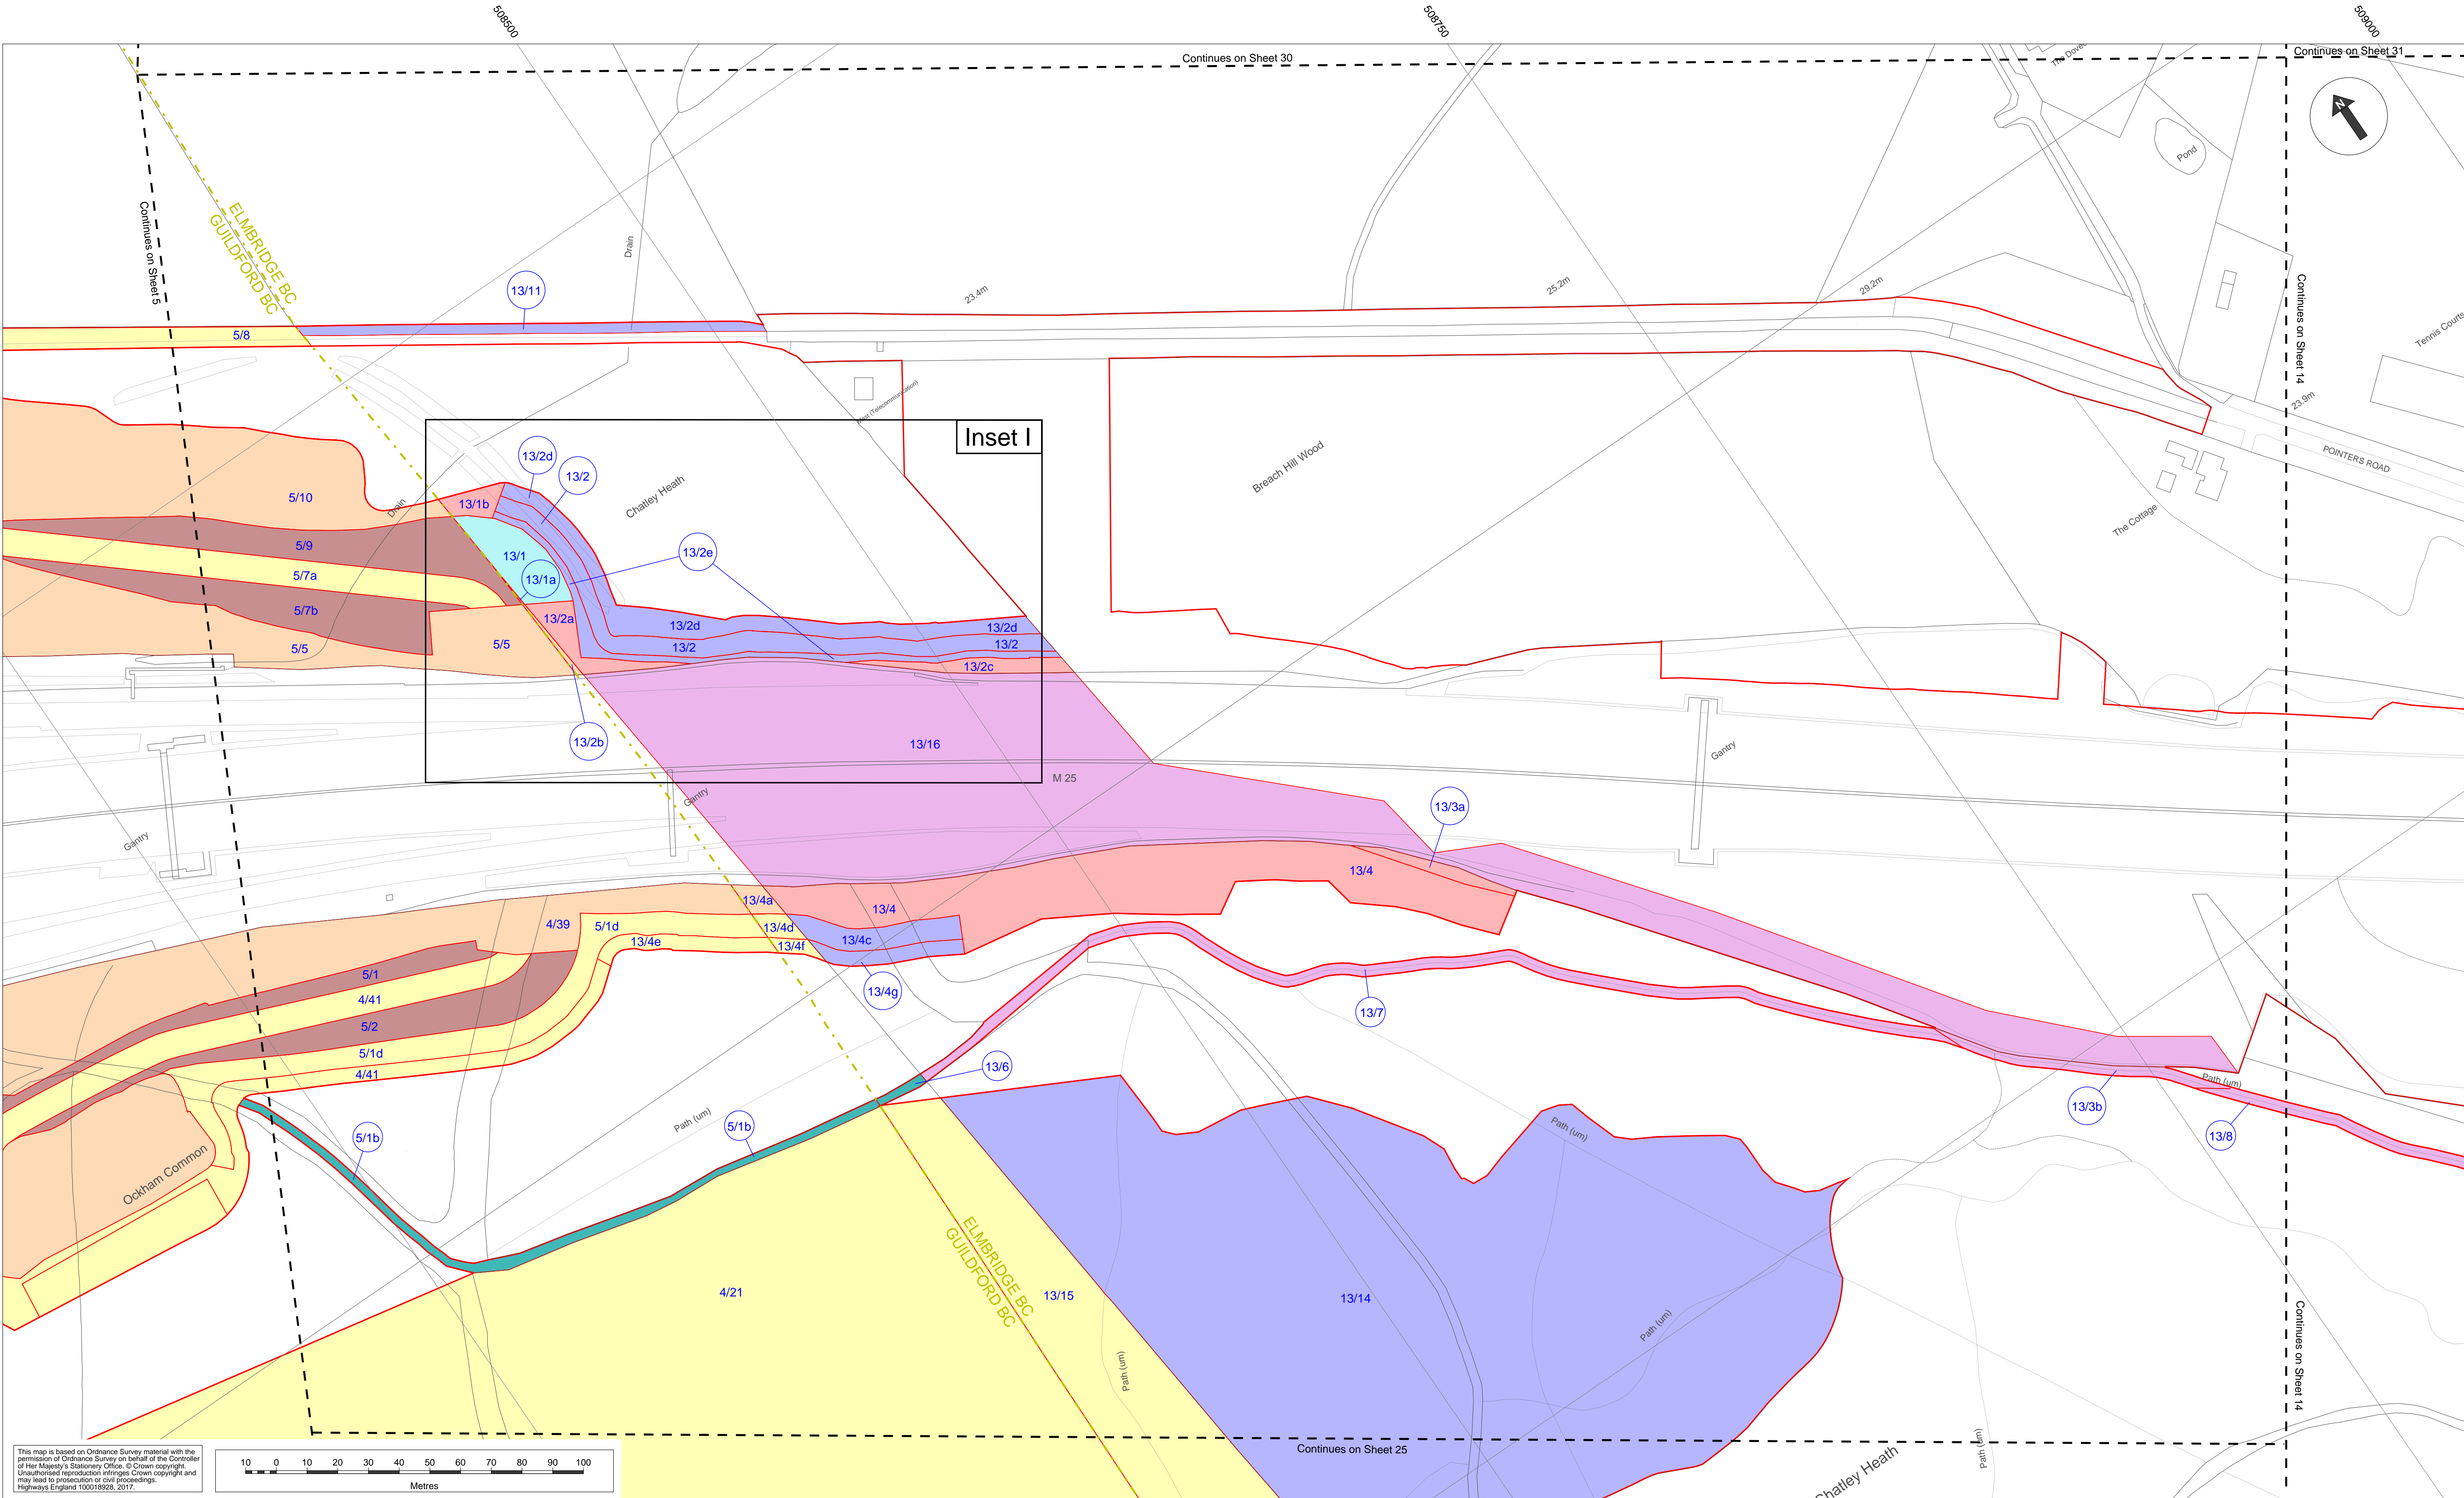 508500
508750
509000
Continues on Sheet 30
Continues on Sheet 31
N
Pond
Continues on Sheet 5
ELMBRIDGE BC
GUILDFORD BC
Drain
13/11
23.4m
25.2m
29.2m
Continues on Sheet 14
Tennis Courts
5/8
23.9m
Inset I
13/2d
13/2
Chatley Heath
Breach Hill Wood
POINTERS ROAD
The Cottage
5/10
Drain
13/1b
5/9
13/1
13/2e
5/7a
13/1a
5/7b
13/2a
13/2d
13/2d
5/5
5/5
13/2
13/2
13/2c
13/2b
13/16
Gantry
M 25
Gantry
Gantry
13/3a
13/4
13/4a
13/4
4/39
5/1d
13/4d
13/4c
13/4e
13/4f
5/1
13/4g
4/41
13/7
5/2
5/1d
13/6
4/41
Path (um)
13/3b
Path (um)
5/1b
5/1b
Path (um)
13/8
Ockham Common
ELMBRIDGE BC
GUILDFORD BC
4/21
13/15
13/14
Path (um)
Path (um)
Continues on Sheet 14
Continues on Sheet 25
Path (um)
Chatley Heath
This map is based on Ordnance Survey material with the
permission of Ordnance Survey on behalf of the Controller
of Her Majesty's Stationery Office. © Crown copyright.
Unauthorised reproduction infringes Crown copyright and
may lead to prosecution or civil proceedings.
Highways England 100018928, 2017.
10 0 10 20 30 40 50 60 70 80 90 100
Metres